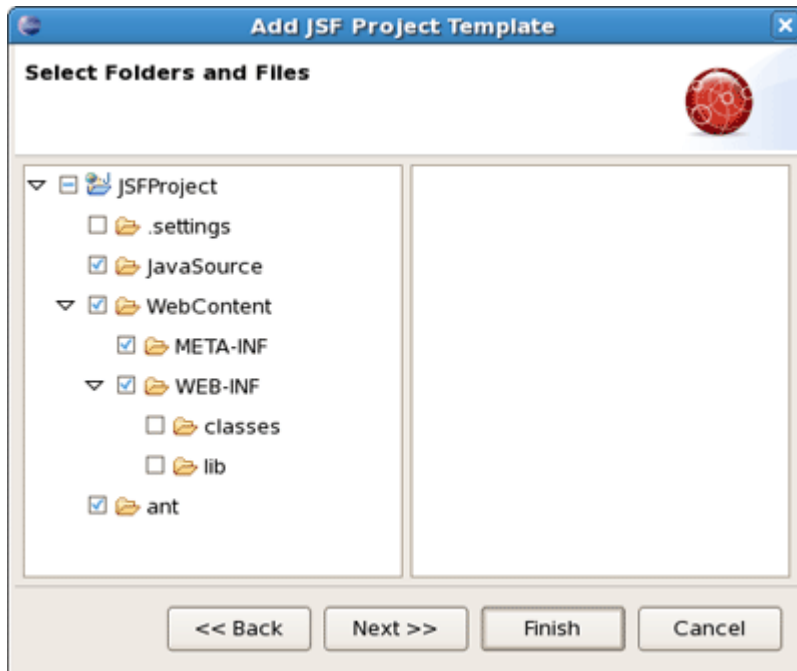 Add JSF Project Template
Select Folders and Files
JSFProject
.settings
JavaSource
WebContent
META-INF
WEB-INF
classes
lib
ant
<< Back
Next >>
Finish
Cancel